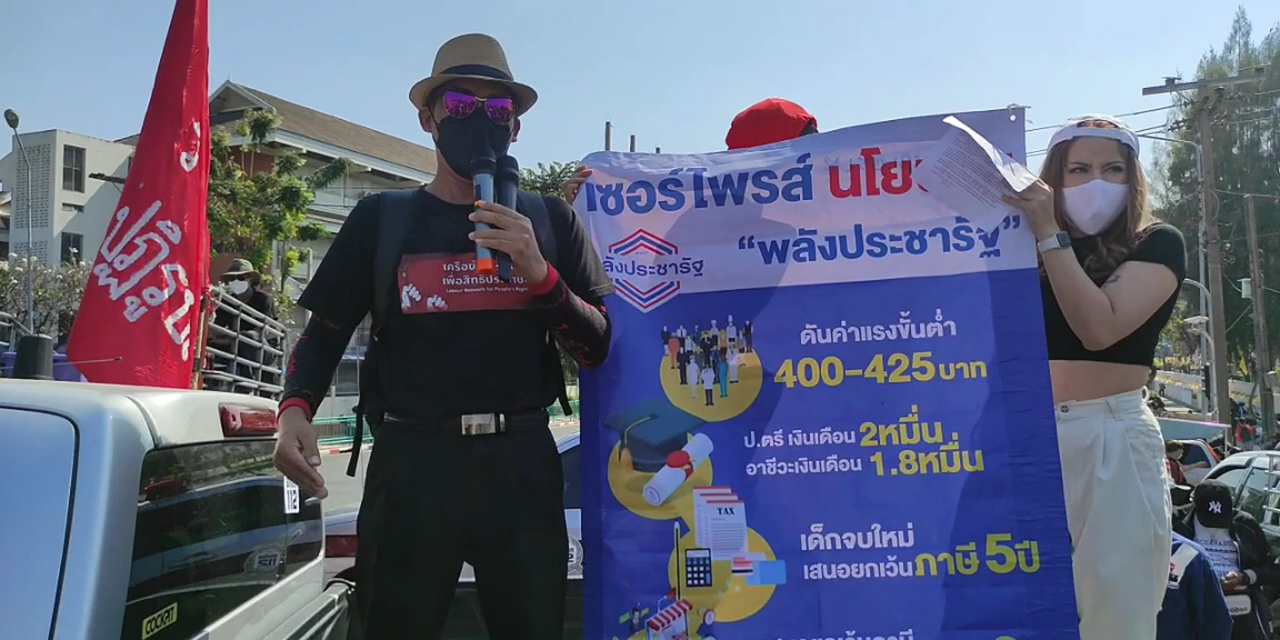 เซอร์ไพรส์ นโย
"พลังประชารัฐ"
ลังประชารัฐ
ดันค่าแรงขั้นต่ำ
400-425 บาท
ป.ตรี เงินเดือน 2หมื่น
อาชีวะเงินเดือน 1.8หมื่น
TAX
เด็กจบใหม่
เสนอยกเว้นภาษี 5ปี
เครือข่
เพื่อสิทธิประชาช
Labour Network for People's Right
112
COCKPIT
NY